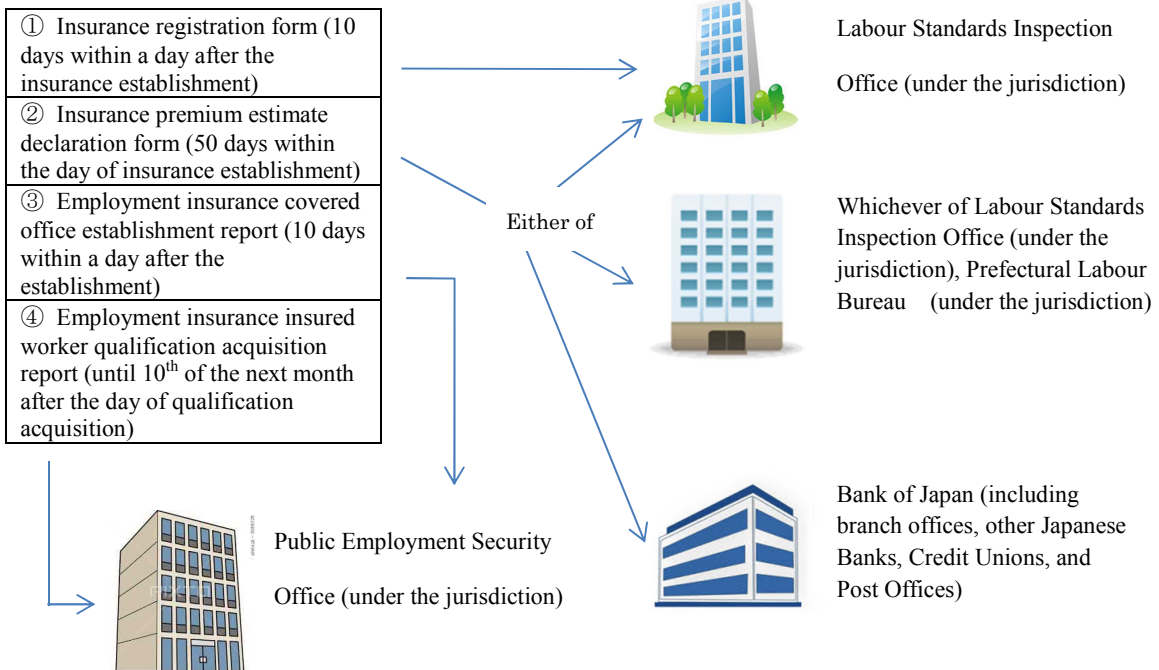 ① Insurance registration form (10
days within a day after the
insurance establishment)
② Insurance premium estimate
declaration form (50 days within
the day of insurance establishment)
③ Employment insurance covered
office establishment report (10 days
within a day after the
establishment)
④ Employment insurance insured
worker qualification acquisition
report (until 10th of the next month
after the day of qualification
acquisition)
Labour Standards Inspection
Office (under the jurisdiction)
Either of
Whichever of Labour Standards
Inspection Office (under the
jurisdiction), Prefectural Labour
Bureau (under the jurisdiction)
Bank of Japan (including
branch offices, other Japanese
Banks, Credit Unions, and
Post Offices)
Public Employment Security
Office (under the jurisdiction)